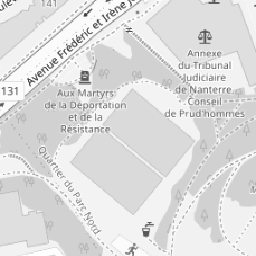 141
Avenue Frédéric et Irène
131
Annexe
du Tribunal
Judiciaire
de Nanterre
Conseil
de Prud'hommes
Aux Martyrs
de la Déportation
et de la
Résistance
Quartier du Parc Nord